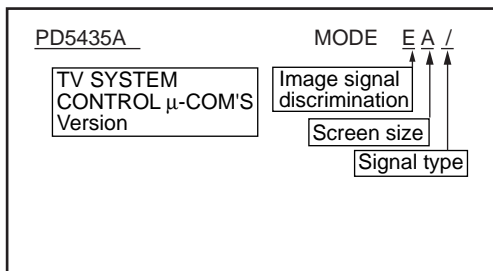 PD5435A MODE E A /
TV SYSTEM
CONTROL μ-COM'S
Version
Image signal
discrimination
Screen size
Signal type